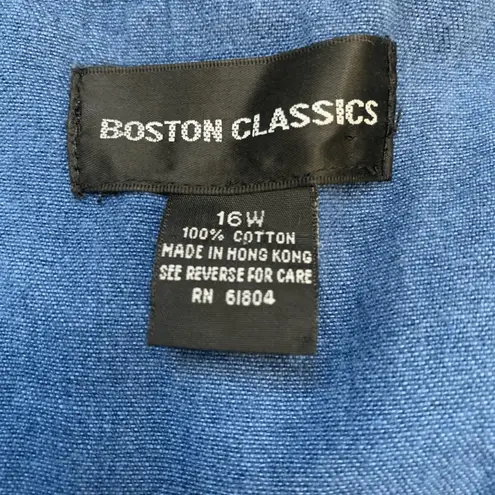 BOSTON CLASSICS
16W
100% COTTON
MADE IN HONG KONG
SEE REVERSE FOR CARE
RN 61804